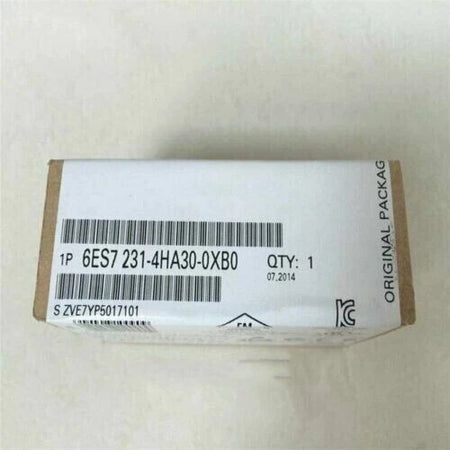 1P 6ES7 231-4HA30-0XB0 QTY: 1
07.2014
S ZVE7YP5017101
ORIGINAL PACKAG